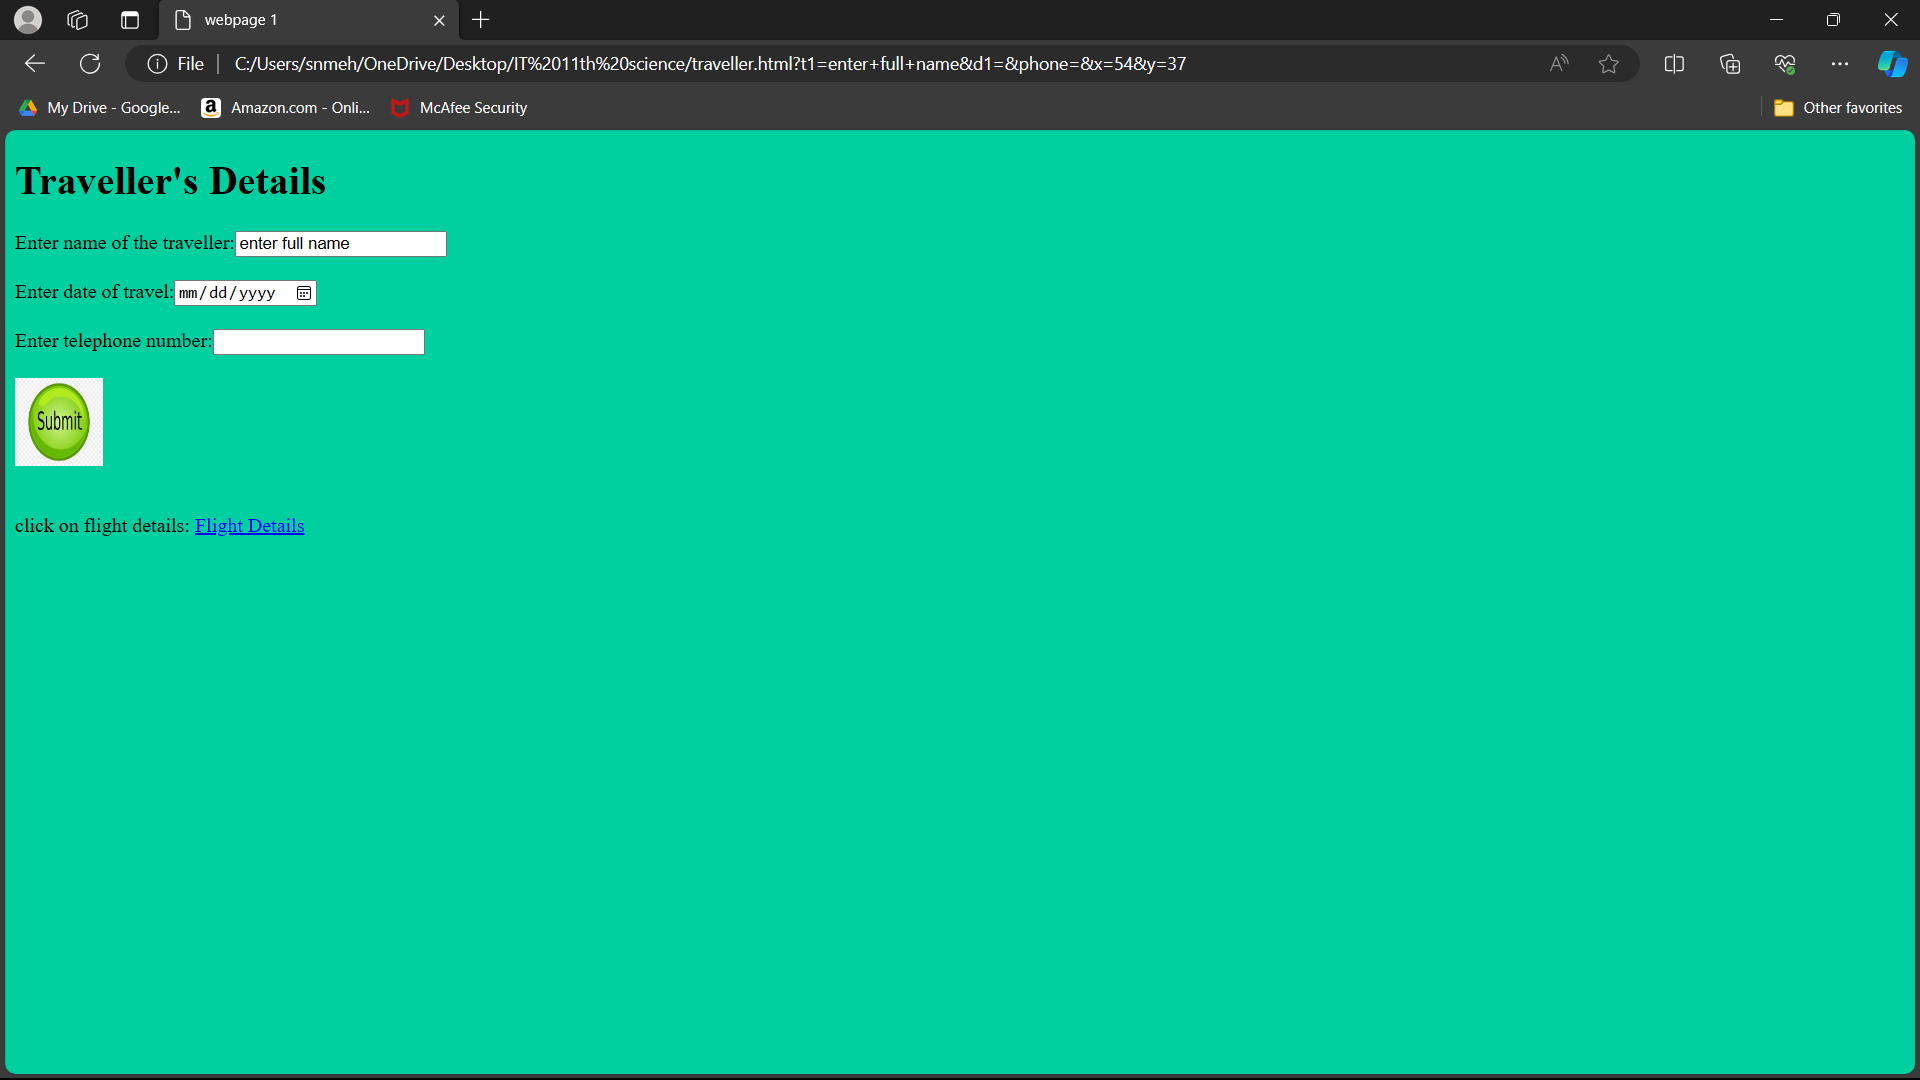 webpage 1
File
C:/Users/snmeh/OneDrive/Desktop/IT%2011th%20science/traveller.html?t1=enter+full+name&d1=&phone=&x=54&y=37
My Drive - Google... Amazon.com - Onli... McAfee Security Other favorites
Traveller's Details
Enter name of the traveller: enter full name
Enter date of travel: mm/dd/yyyy
Enter telephone number:
Submit
click on flight details: Flight Details